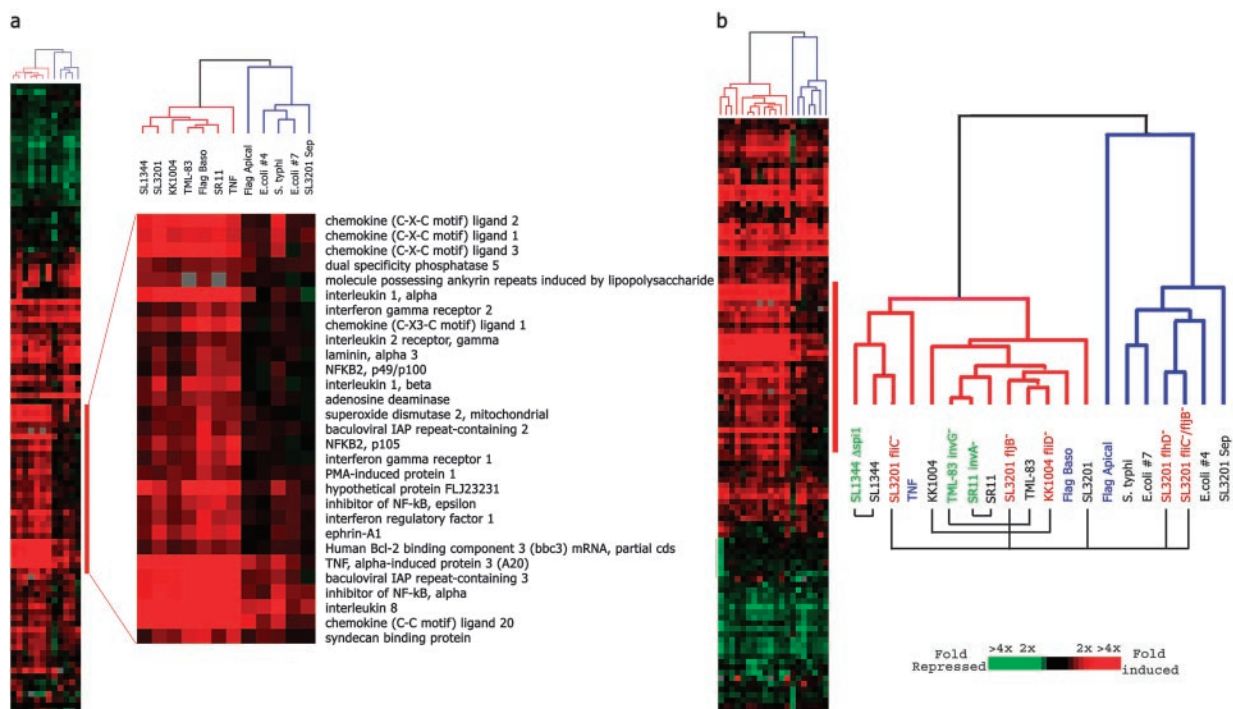 a
SL1344
SL3201
KK1004
TML-83
Flag Baso
SR11
TNF
Flag Apical
E.coli #4
S. typhi
E.coli #7
SL3201 Sep
chemokine (C-X-C motif) ligand 2
chemokine (C-X-C motif) ligand 1
chemokine (C-X-C motif) ligand 3
dual specificity phosphatase 5
molecule possessing ankyrin repeats induced by lipopolysaccharide
interleukin 1, alpha
interferon gamma receptor 2
chemokine (C-X3-C motif) ligand 1
interleukin 2 receptor, gamma
laminin, alpha 3
NFKB2, p49/p100
interleukin 1, beta
adenosine deaminase
superoxide dismutase 2, mitochondrial
baculoviral IAP repeat-containing 2
NFKB2, p105
interferon gamma receptor 1
PMA-induced protein 1
hypothetical protein FLJ23231
inhibitor of NF-kB, epsilon
interferon regulatory factor 1
ephrin-A1
Human Bcl-2 binding component 3 (bbc3) mRNA, partial cds
TNF, alpha-induced protein 3 (A20)
baculoviral IAP repeat-containing 3
inhibitor of NF-kB, alpha
interleukin 8
chemokine (C-C motif) ligand 20
syndecan binding protein
b
SL1344 Δspi1
SL1344
SL3201 fliC⁻
TNF
KK1004
TML-83 invG⁻
SR11 invA-
SR11
SL3201 fljB⁻
TML-83
KK1004 fliD⁻
Flag Baso
SL3201
Flag Apical
S. typhi
E.coli #7
SL3201 flhD⁻
SL3201 fliC⁻/fljB⁻
E.coli #4
SL3201 Sep
>4x 2x 2x >4x
Fold Repressed
Fold induced